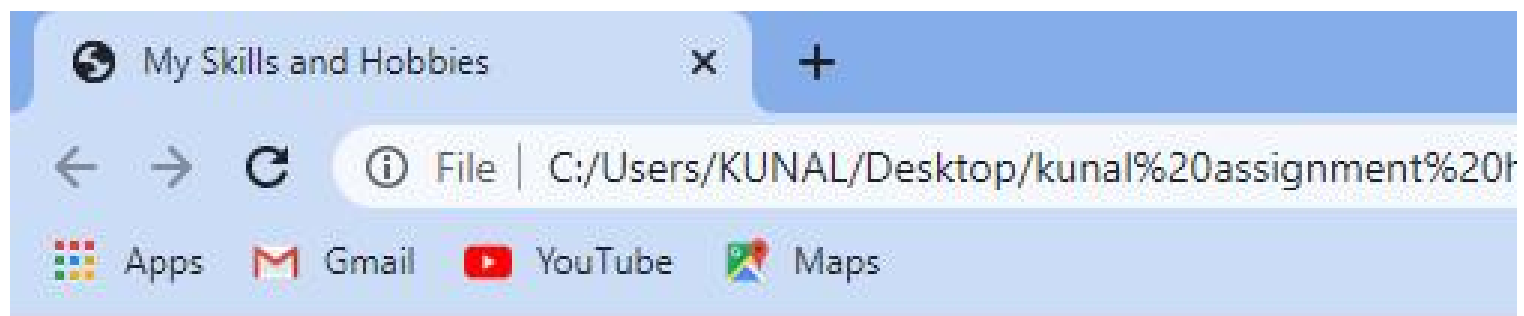 My Skills and Hobbies
File | C:/Users/KUNAL/Desktop/kunal%20assignment%20h
Apps Gmail YouTube Maps